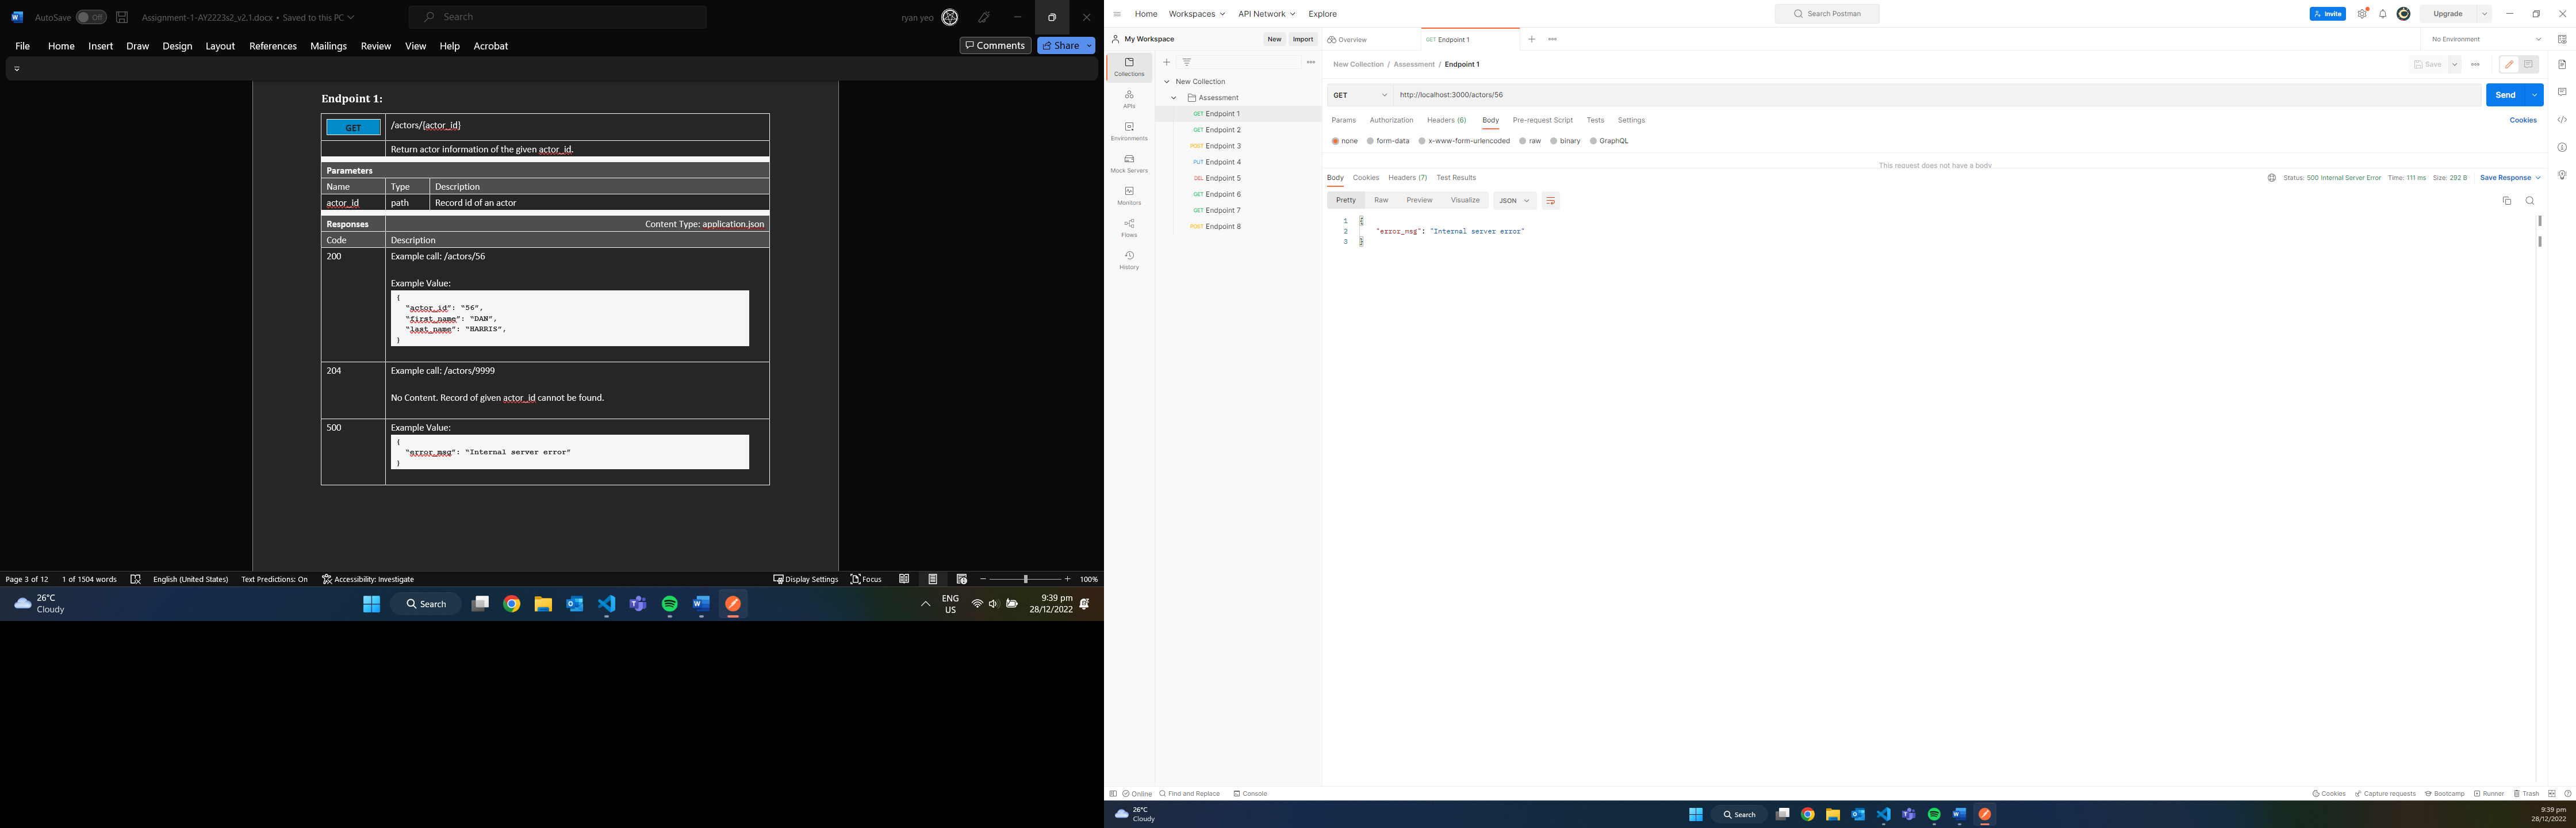 AutoSave Off Assignment-1-AY2223s2_v2.1.docx • Saved to this PC Search ryan yeo
File Home Insert Draw Design Layout References Mailings Review View Help Acrobat Comments Share
Endpoint 1:
GET /actors/{actor_id}
Return actor information of the given actor_id.
Parameters
Name Type Description
actor_id path Record id of an actor
Responses Content Type: application.json
Code Description
200 Example call: /actors/56
Example Value:
{
"actor_id": "56",
"first_name": "DAN",
"last_name": "HARRIS",
}
204 Example call: /actors/9999
No Content. Record of given actor_id cannot be found.
500 Example Value:
{
"error_msg": "Internal server error"
}
Page 3 of 12 1 of 1504 words English (United States) Text Predictions: On Accessibility: Investigate Display Settings Focus 100%
26°C
Cloudy
Search
ENG
US
9:39 pm
28/12/2022
Home Workspaces API Network Explore Search Postman Invite Upgrade
My Workspace New Import Overview GET Endpoint 1 No Environment
Collections
APIs
Environments
Mock Servers
Monitors
Flows
History
New Collection
Assessment
GET Endpoint 1
GET Endpoint 2
POST Endpoint 3
PUT Endpoint 4
DEL Endpoint 5
GET Endpoint 6
GET Endpoint 7
POST Endpoint 8
New Collection / Assessment / Endpoint 1 Save
GET http://localhost:3000/actors/56 Send
Params Authorization Headers (6) Body Pre-request Script Tests Settings Cookies
none form-data x-www-form-urlencoded raw binary GraphQL
This request does not have a body
Body Cookies Headers (7) Test Results Status: 500 Internal Server Error Time: 111 ms Size: 292 B Save Response
Pretty Raw Preview Visualize JSON
1 {
2 "error_msg": "Internal server error"
3 }
Online Find and Replace Console Cookies Capture requests Bootcamp Runner Trash
26°C
Cloudy
Search
9:39 pm
28/12/2022